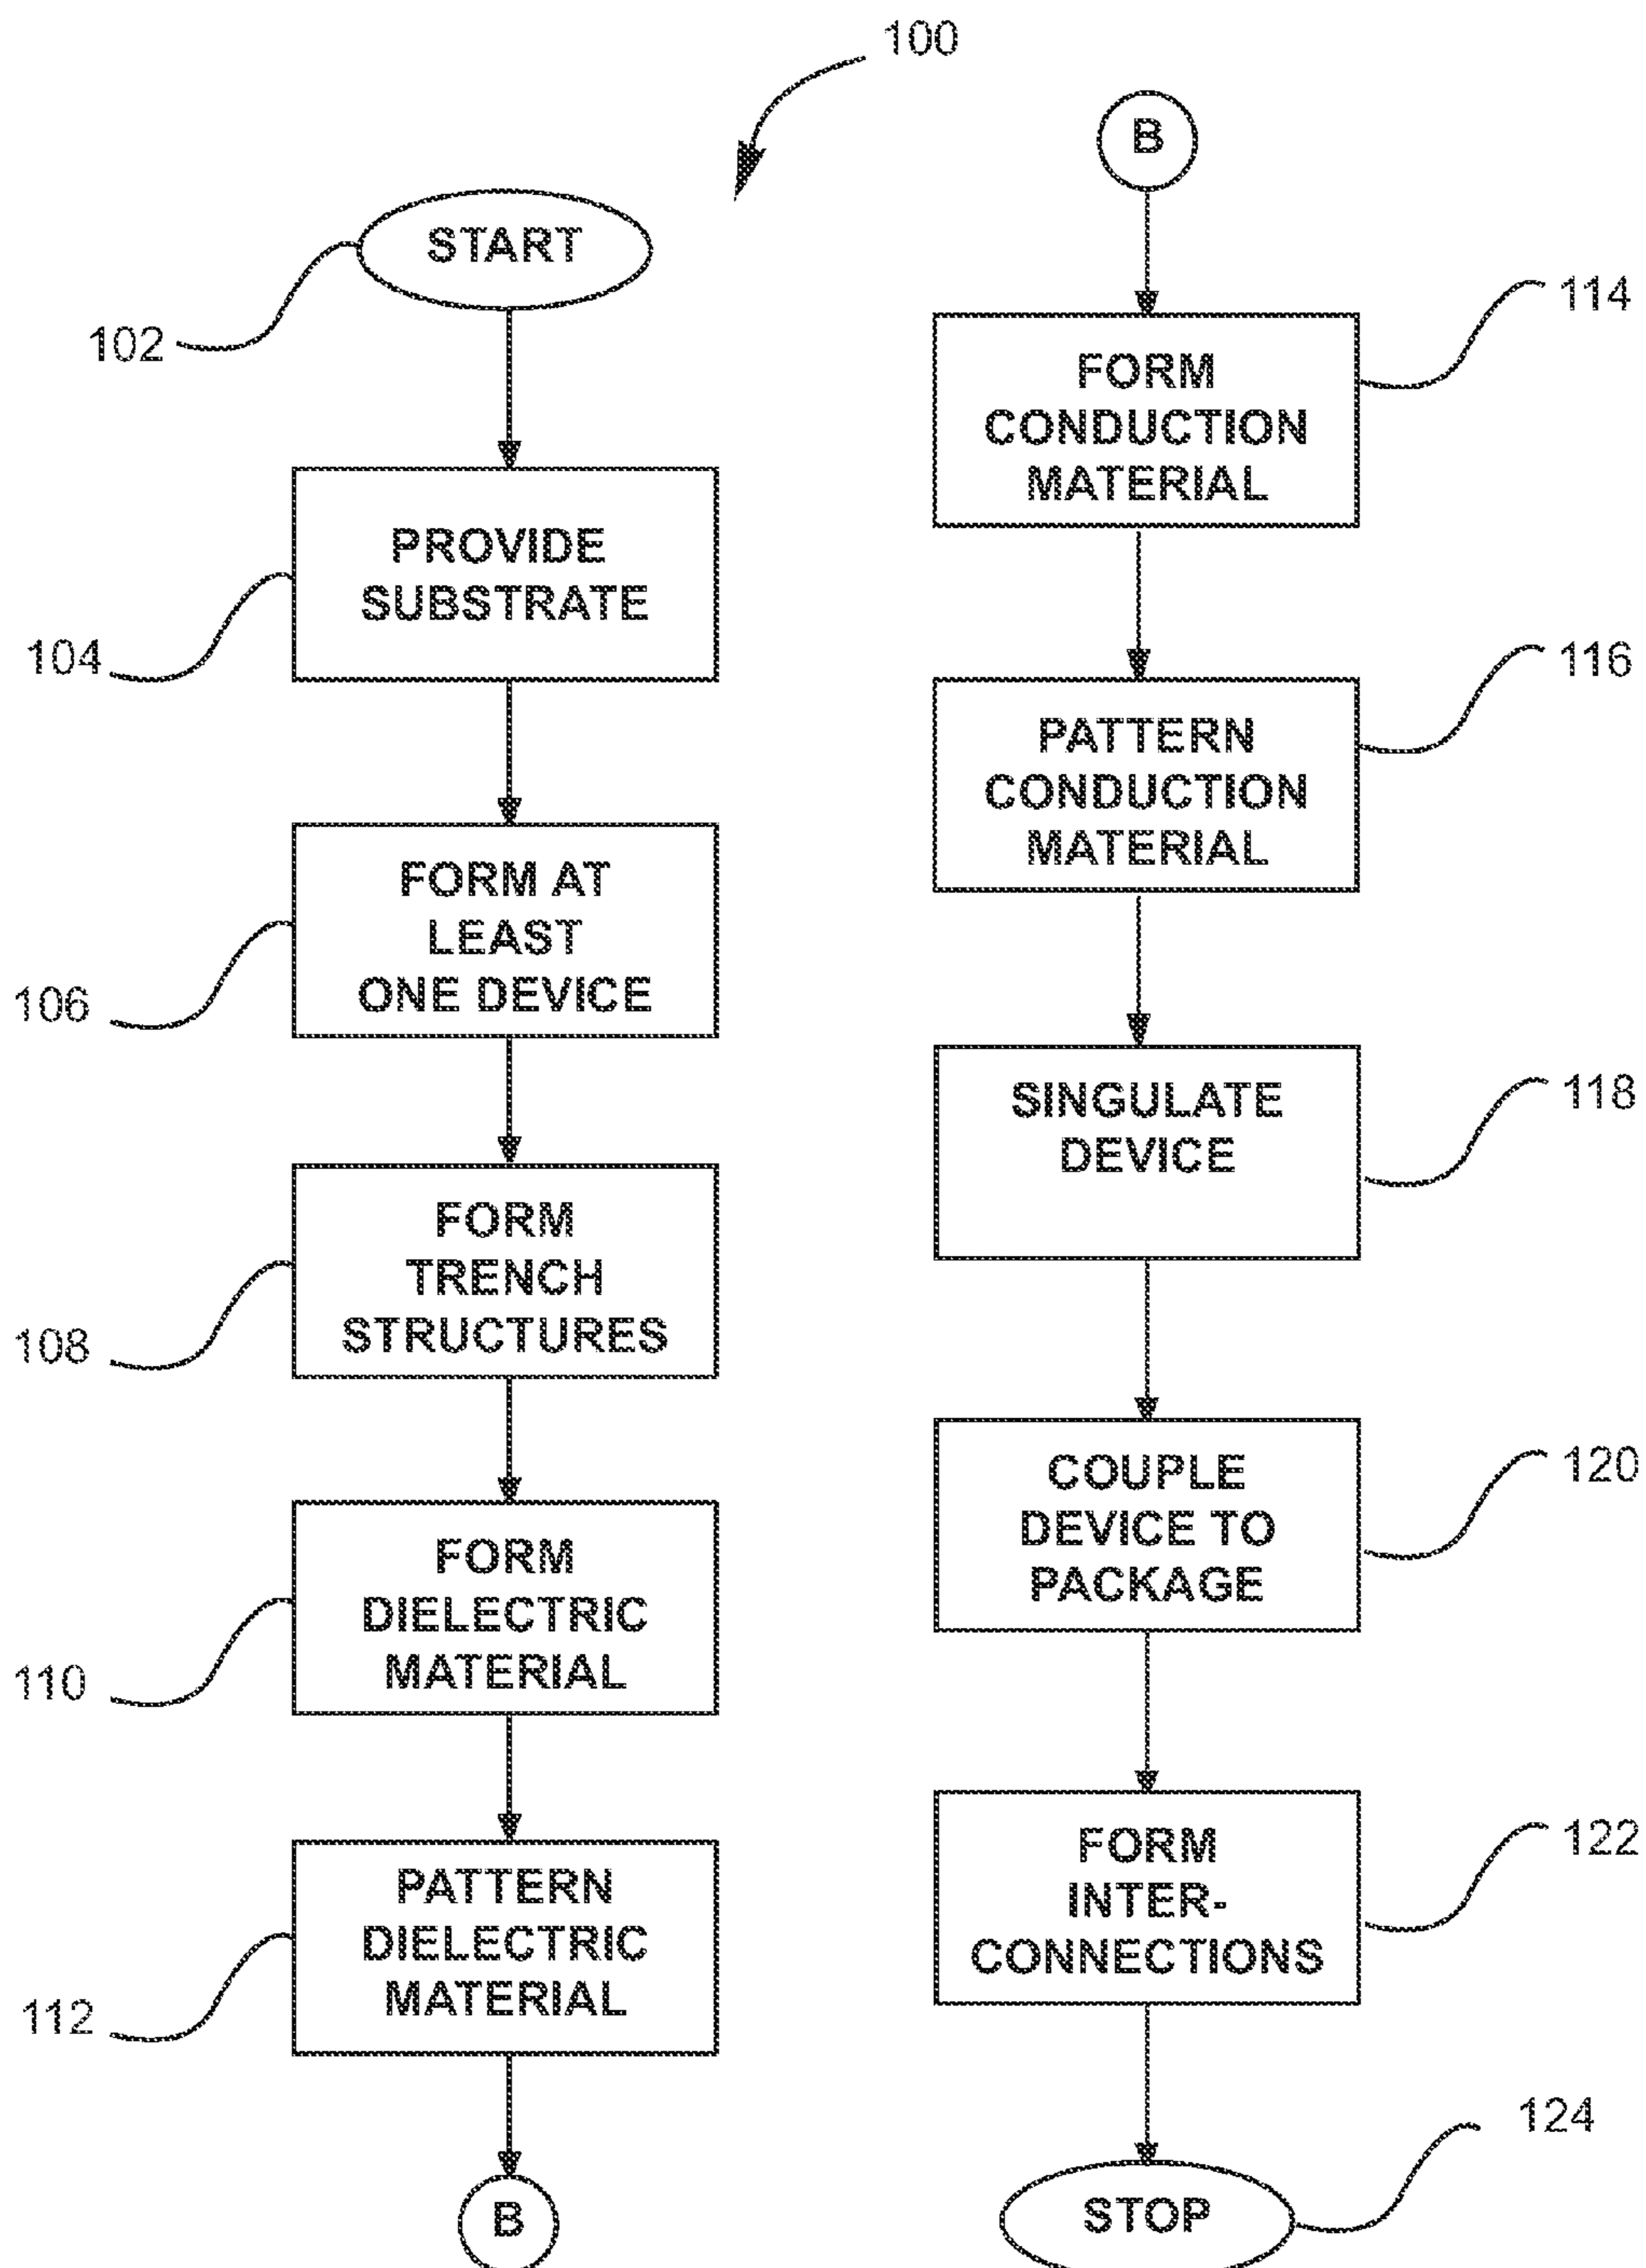 100
START
102
PROVIDE
SUBSTRATE
104
FORM AT
LEAST
ONE DEVICE
106
FORM
TRENCH
STRUCTURES
108
FORM
DIELECTRIC
MATERIAL
110
PATTERN
DIELECTRIC
MATERIAL
112
B
B
114
FORM
CONDUCTION
MATERIAL
116
PATTERN
CONDUCTION
MATERIAL
118
SINGULATE
DEVICE
120
COUPLE
DEVICE TO
PACKAGE
122
FORM
INTER-
CONNECTIONS
124
STOP